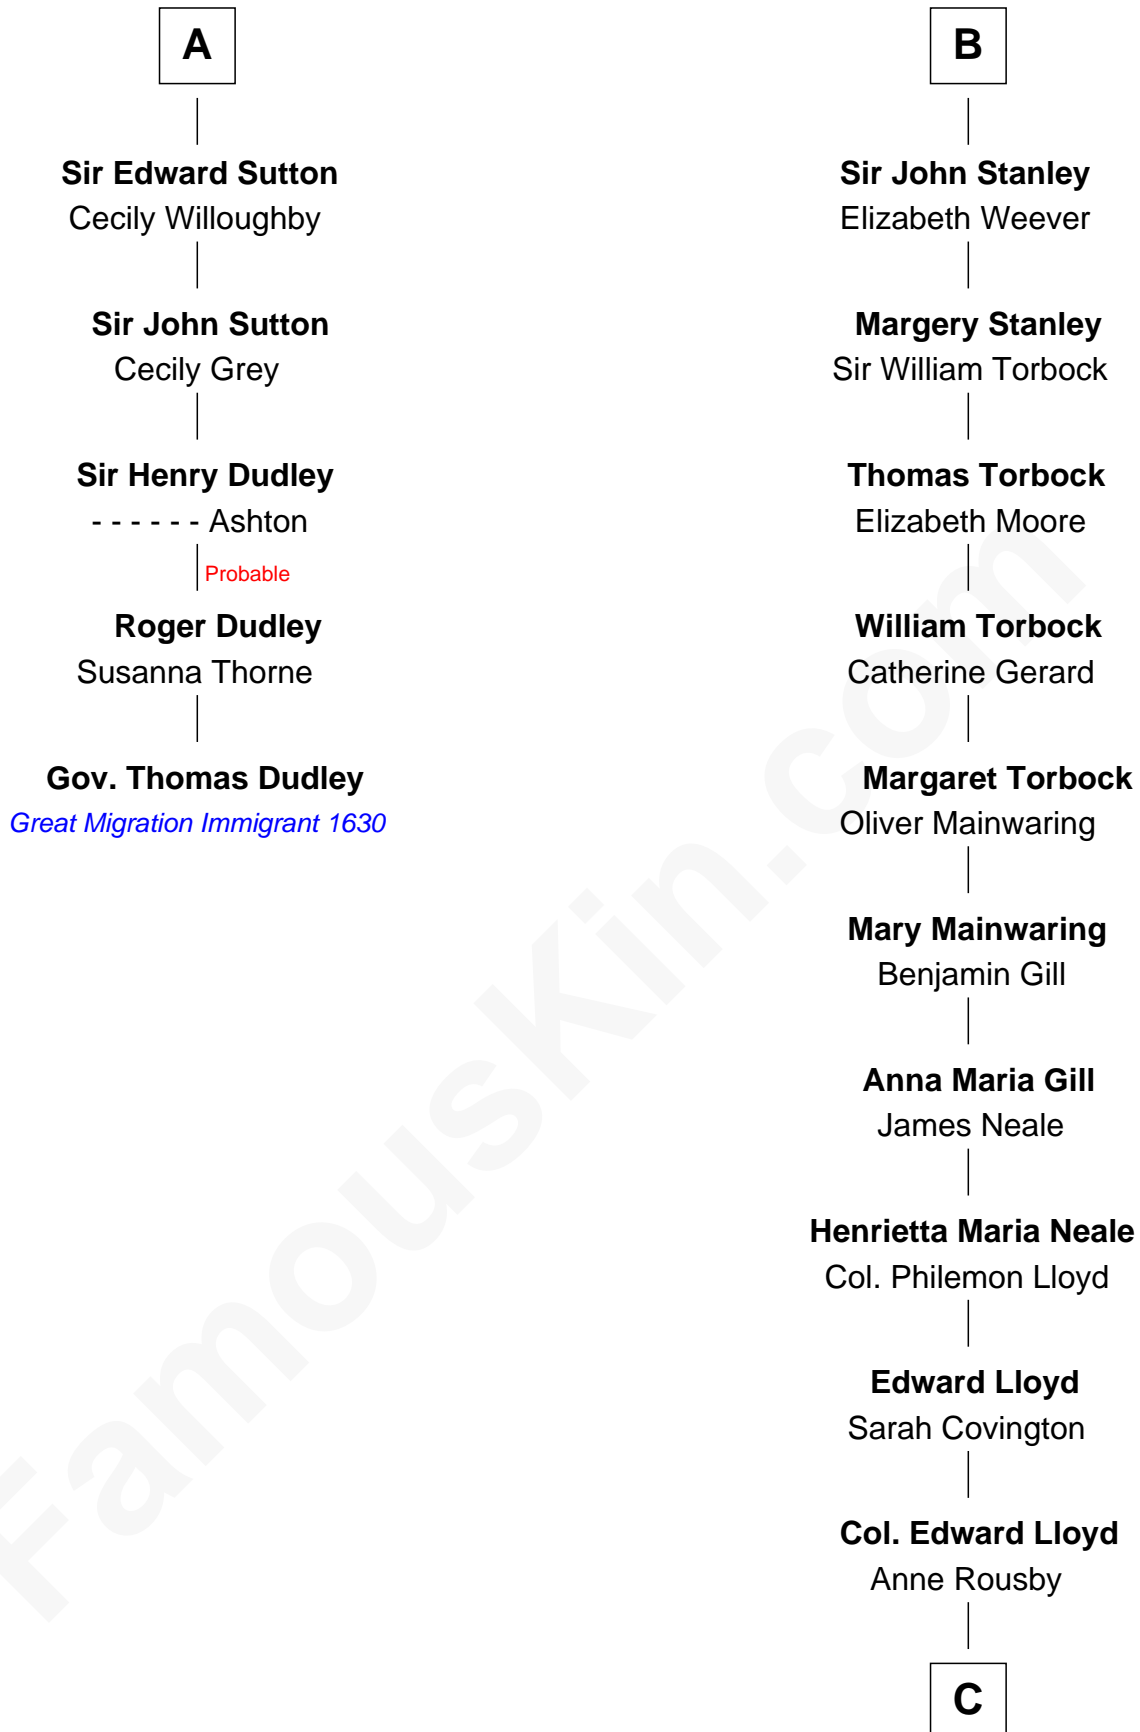 A
Sir Edward Sutton
Cecily Willoughby
Sir John Sutton
Cecily Grey
Sir Henry Dudley
- - - - - - Ashton
Probable
Roger Dudley
Susanna Thorne
Gov. Thomas Dudley
Great Migration Immigrant 1630
B
Sir John Stanley
Elizabeth Weever
Margery Stanley
Sir William Torbock
Thomas Torbock
Elizabeth Moore
William Torbock
Catherine Gerard
Margaret Torbock
Oliver Mainwaring
Mary Mainwaring
Benjamin Gill
Anna Maria Gill
James Neale
Henrietta Maria Neale
Col. Philemon Lloyd
Edward Lloyd
Sarah Covington
Col. Edward Lloyd
Anne Rousby
C
FamousKin.com